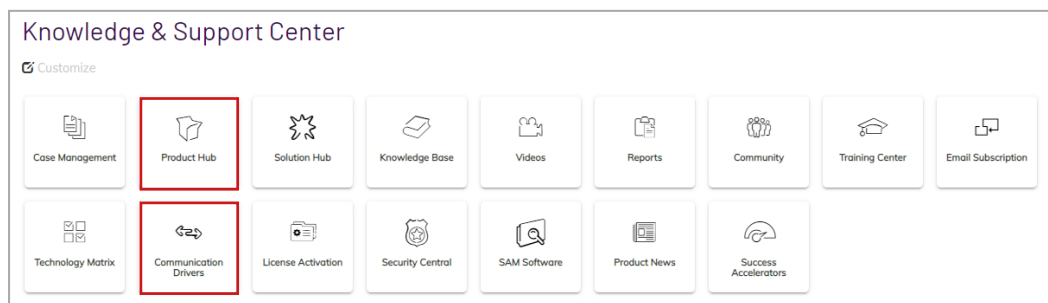 Knowledge & Support Center
Customize
Case Management
Product Hub
Solution Hub
Knowledge Base
Videos
Reports
Community
Training Center
Email Subscription
Technology Matrix
Communication
Drivers
License Activation
Security Central
SAM Software
Product News
Success
Accelerators